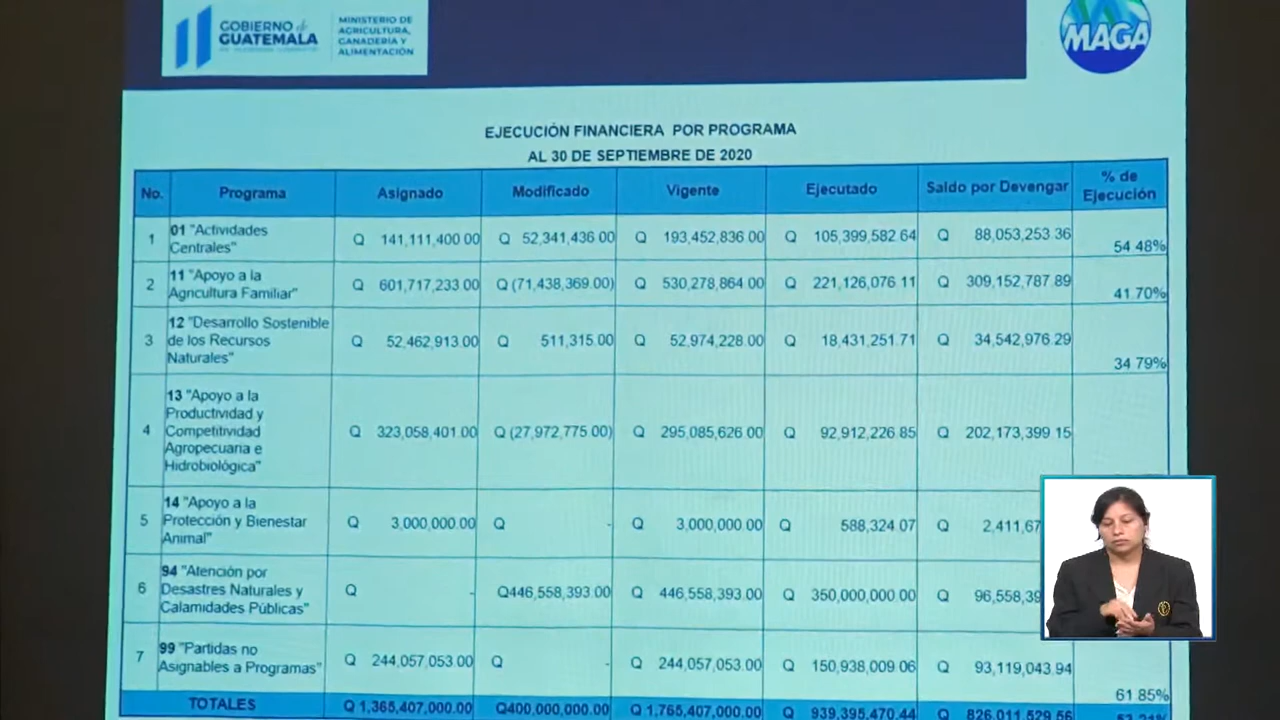 GOBIERNO de
GUATEMALA
MINISTERIO DE
AGRICULTURA,
GANADERÍA Y
ALIMENTACIÓN
MAGA
EJECUCIÓN FINANCIERA POR PROGRAMA
AL 30 DE SEPTIEMBRE DE 2020
No. Programa Asignado Modificado Vigente Ejecutado Saldo por Devengar % de
Ejecución
1 01 "Actividades
Centrales" Q 141,111,400.00 Q 52,341,436.00 Q 193,452,836.00 Q 105,399,582.64 Q 88,053,253.36 54.48%
2 11 "Apoyo a la
Agricultura Familiar" Q 601,717,233.00 Q (71,438,369.00) Q 530,278,864.00 Q 221,126,076.11 Q 309,152,787.89 41.70%
3 12 "Desarrollo Sostenible
de los Recursos
Naturales" Q 52,462,913.00 Q 511,315.00 Q 52,974,228.00 Q 18,431,251.71 Q 34,542,976.29 34.79%
4 13 "Apoyo a la
Productividad y
Competitividad
Agropecuaria e
Hidrobiológica" Q 323,058,401.00 Q (27,972,775.00) Q 295,085,626.00 Q 92,912,226.85 Q 202,173,399.15
5 14 "Apoyo a la
Protección y Bienestar
Animal" Q 3,000,000.00 Q - Q 3,000,000.00 Q 588,324.07 Q 2,411,67
6 94 "Atención por
Desastres Naturales y
Calamidades Públicas" Q - Q446,558,393.00 Q 446,558,393.00 Q 350,000,000.00 Q 96,558,39
7 99 "Partidas no
Asignables a Programas" Q 244,057,053.00 Q - Q 244,057,053.00 Q 150,938,009.06 Q 93,119,043.94 61.85%
TOTALES Q 1,365,407,000.00 Q400,000,000.00 Q 1,765,407,000.00 Q 939,395,470.44 Q 826,011,529.56